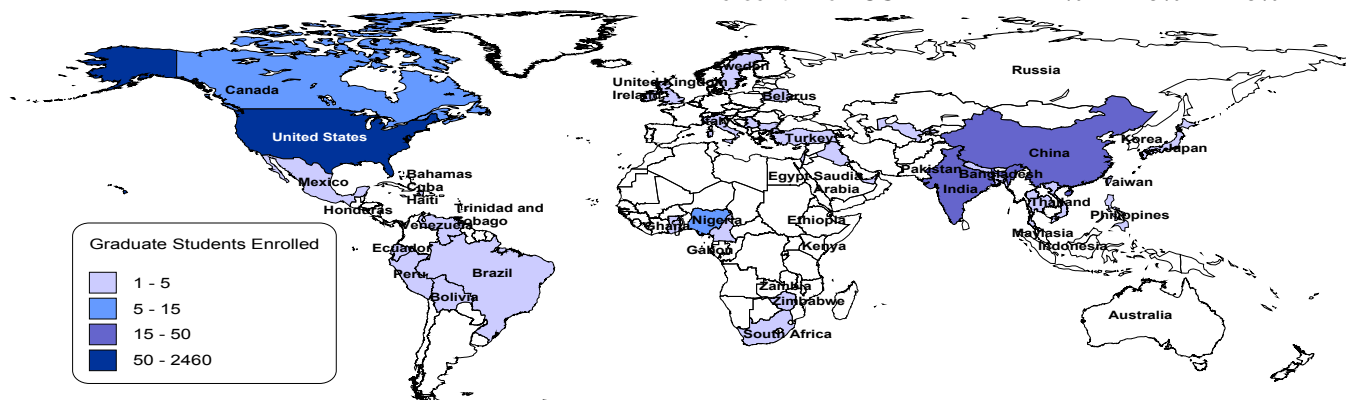 Canada
United States
Mexico
Bahamas
Cuba
Haiti
Honduras
Trinidad and
Tobago
Venezuela
Ecuador
Peru
Brazil
Bolivia
Sweden
United Kingdom
Ireland
Belarus
Italy
Turkey
Russia
Egypt
Saudi
Arabia
Pakistan
India
Bangladesh
China
Korea
Japan
Taiwan
Thailand
Philippines
Maylasia
Indonesia
Ghana
Nigeria
Gabon
Ethiopia
Kenya
Zambia
Zimbabwe
South Africa
Australia
Graduate Students Enrolled
1 - 5
5 - 15
15 - 50
50 - 2460